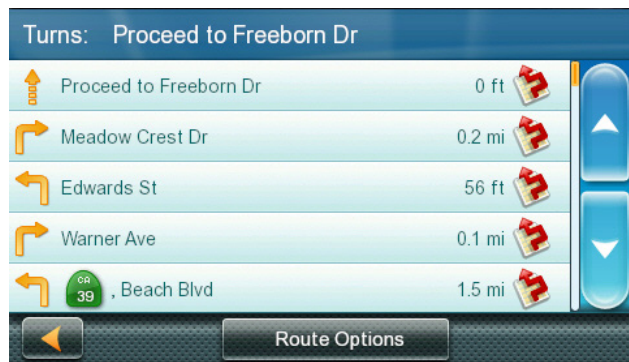 Turns: Proceed to Freeborn Dr
Proceed to Freeborn Dr 0 ft
Meadow Crest Dr 0.2 mi
Edwards St 56 ft
Warner Ave 0.1 mi
CA 39 , Beach Blvd 1.5 mi
Route Options